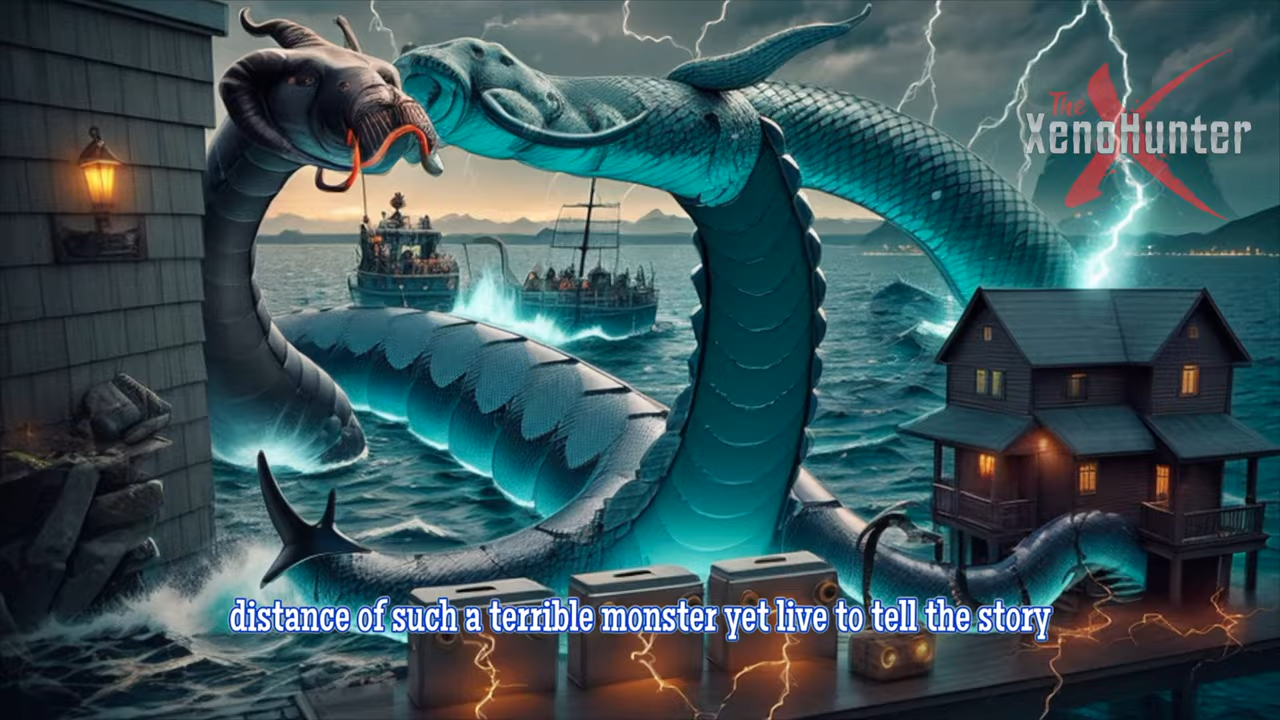 The
XenoHunter
distance of such a terrible monster yet live to tell the story